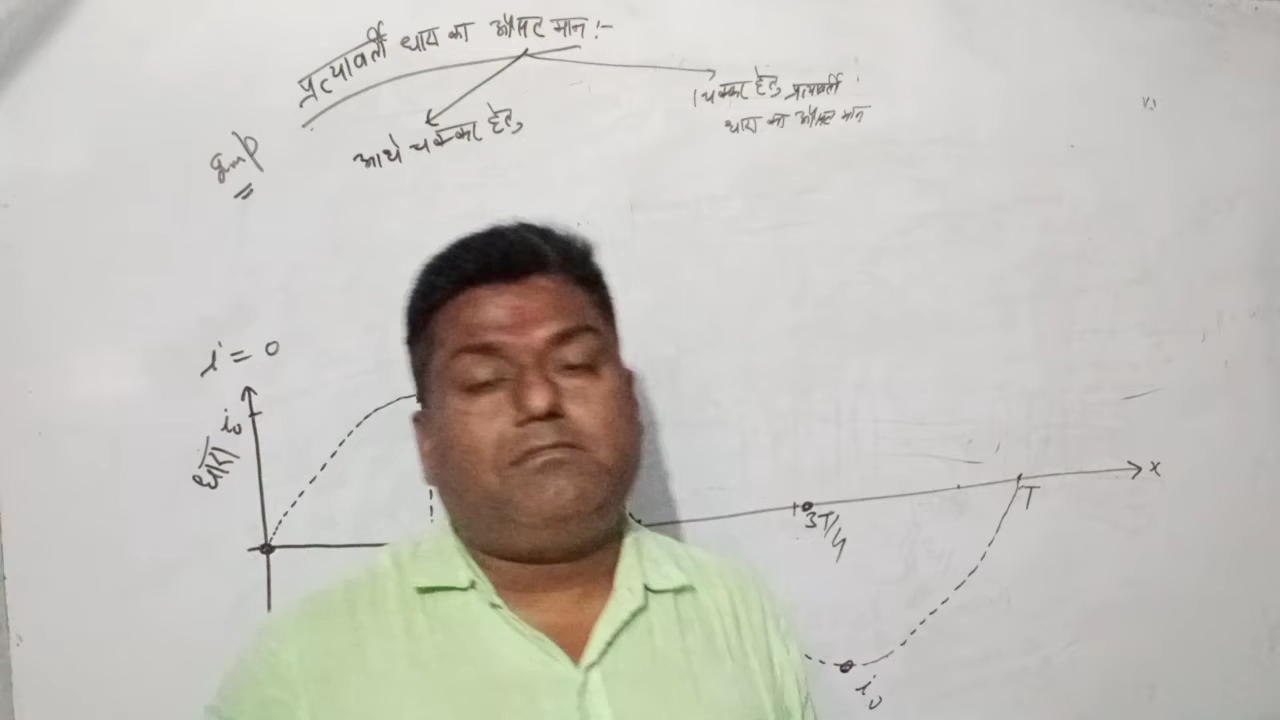 प्रत्यावर्ती धारा का औसत मान :-
आधे चक्कर हेतु
1 चक्कर हेतु प्रत्यावर्ती
धारा का औसत मान
Imp
i = 0
i₀
धारा
3T/4
T
x
i₀